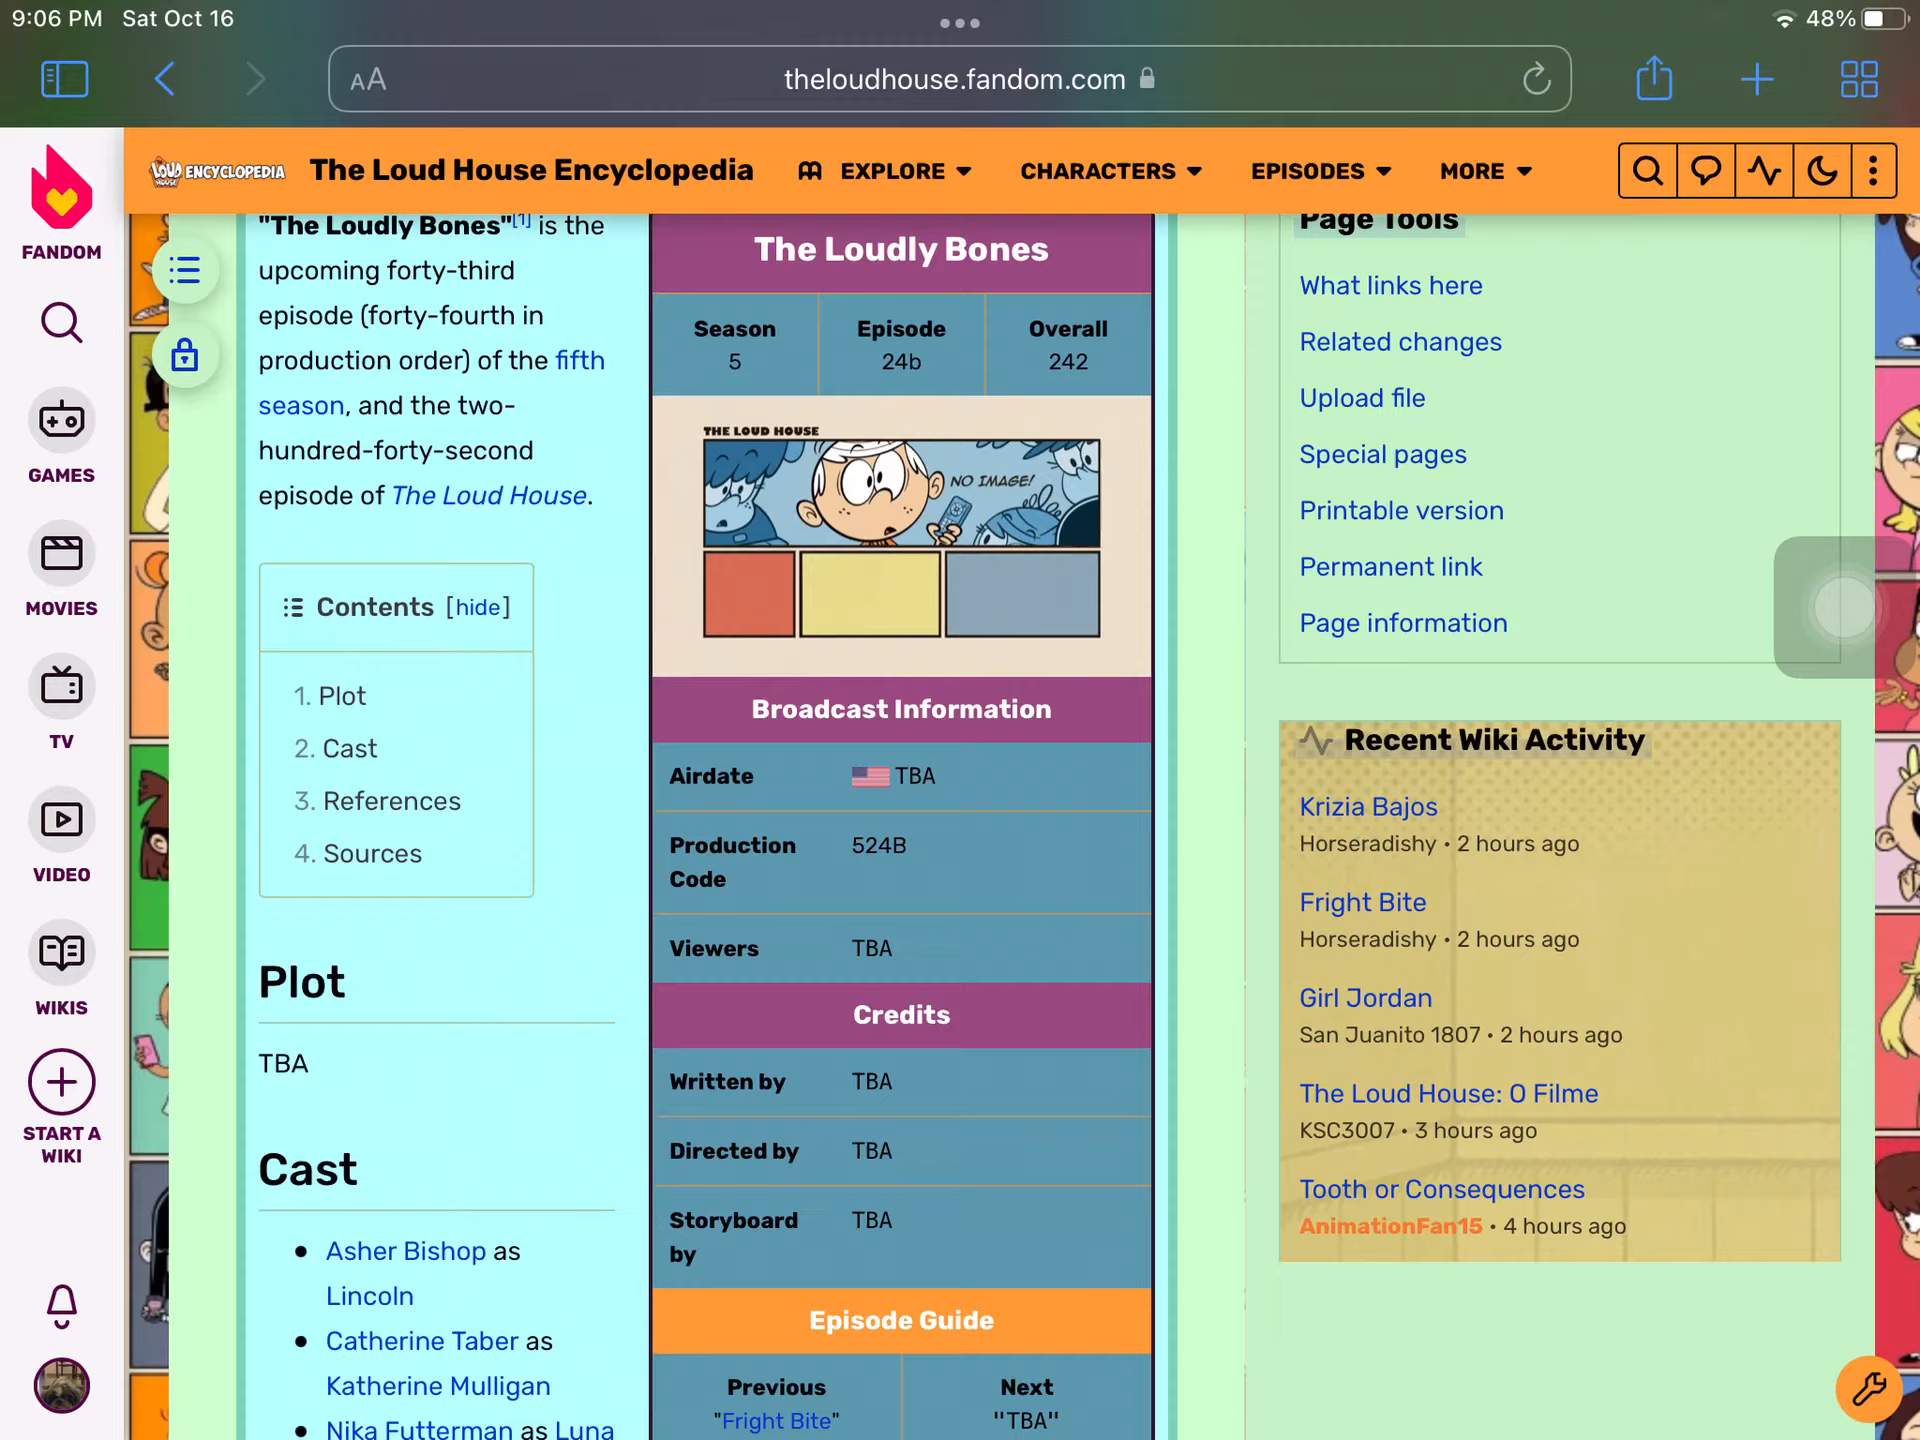 9:06 PM Sat Oct 16
48%
AA
theloudhouse.fandom.com
FANDOM
GAMES
MOVIES
TV
VIDEO
WIKIS
START A
WIKI
LOUD HOUSE ENCYCLOPEDIA
The Loud House Encyclopedia
EXPLORE
CHARACTERS
EPISODES
MORE
"The Loudly Bones"[1] is the
upcoming forty-third
episode (forty-fourth in
production order) of the fifth
season, and the two-
hundred-forty-second
episode of The Loud House.
Contents [hide]
1. Plot
2. Cast
3. References
4. Sources
Plot
TBA
Cast
Asher Bishop as
Lincoln
Catherine Taber as
Katherine Mulligan
Nika Futterman as Luna
The Loudly Bones
Season Episode Overall
5 24b 242
THE LOUD HOUSE
NO IMAGE!
Broadcast Information
Airdate TBA
Production 524B
Code
Viewers TBA
Credits
Written by TBA
Directed by TBA
Storyboard TBA
by
Episode Guide
Previous Next
"Fright Bite" "TBA"
Page Tools
What links here
Related changes
Upload file
Special pages
Printable version
Permanent link
Page information
Recent Wiki Activity
Krizia Bajos
Horseradishy • 2 hours ago
Fright Bite
Horseradishy • 2 hours ago
Girl Jordan
San Juanito 1807 • 2 hours ago
The Loud House: O Filme
KSC3007 • 3 hours ago
Tooth or Consequences
AnimationFan15 • 4 hours ago